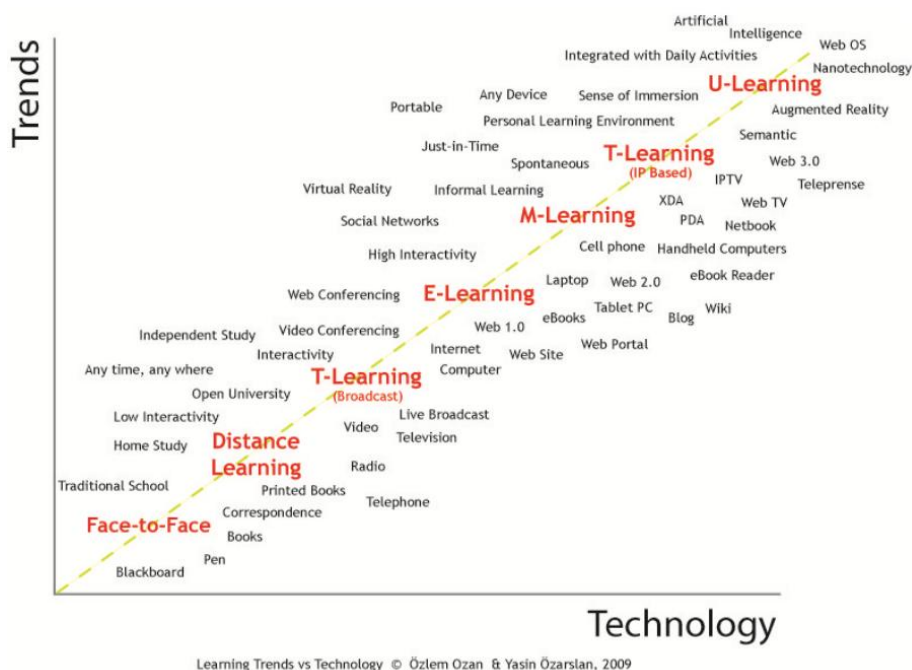 Trends
Artificial
Intelligence
Web OS
Integrated with Daily Activities
Nanotechnology
U-Learning
Any Device
Sense of Immersion
Portable
Augmented Reality
Personal Learning Environment
Semantic
Just-in-Time
T-Learning
(IP Based)
Spontaneous
Web 3.0
IPTV
Teleprense
Virtual Reality
Informal Learning
XDA
Web TV
M-Learning
PDA
Netbook
Social Networks
Cell phone
Handheld Computers
High Interactivity
eBook Reader
Laptop
Web 2.0
E-Learning
Web Conferencing
Tablet PC
Wiki
eBooks
Blog
Independent Study
Video Conferencing
Web 1.0
Web Portal
Interactivity
Internet
Web Site
Any time, any where
T-Learning
(Broadcast)
Computer
Open University
Low Interactivity
Live Broadcast
Video
Television
Home Study
Distance
Learning
Radio
Traditional School
Printed Books
Telephone
Correspondence
Face-to-Face
Books
Pen
Blackboard
Technology
Learning Trends vs Technology © Özlem Ozan & Yasin Özarslan, 2009